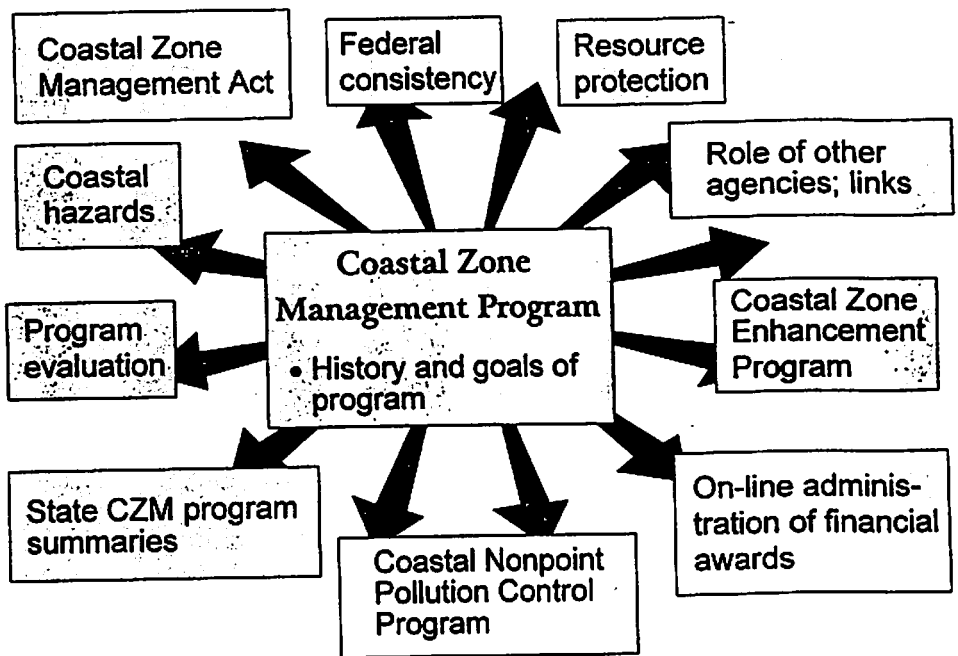 Coastal Zone
Management Act
Federal
consistency
Resource
protection
Coastal
hazards
Role of other
agencies; links
Coastal Zone
Management Program
• History and goals of
program
Program
evaluation
Coastal Zone
Enhancement
Program
State CZM program
summaries
Coastal Nonpoint
Pollution Control
Program
On-line adminis-
tration of financial
awards